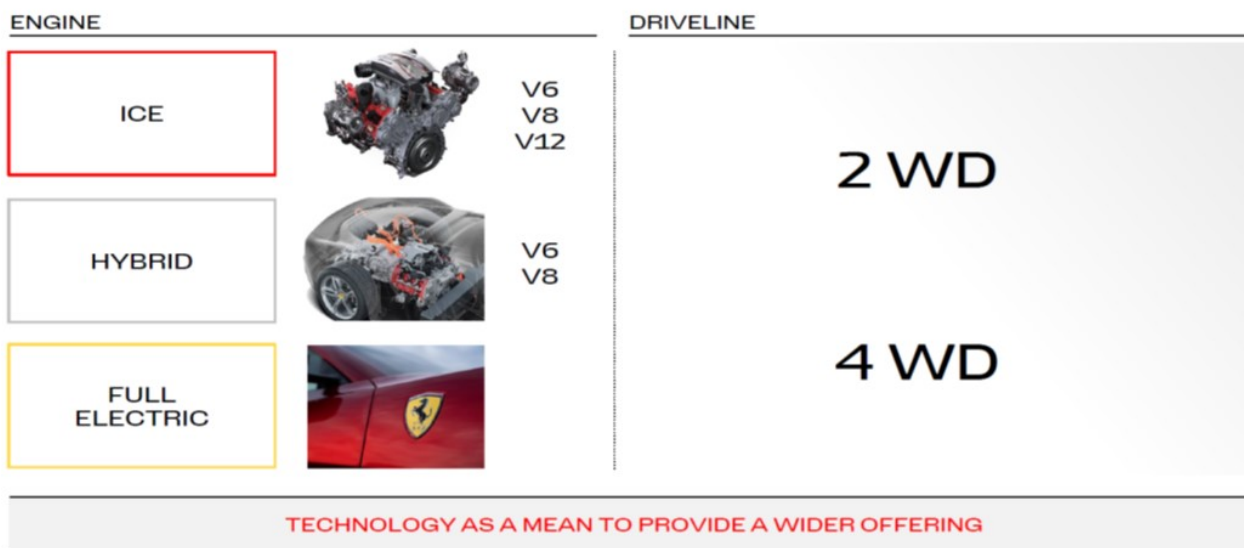 ENGINE
DRIVELINE
ICE
V6
V8
V12
HYBRID
V6
V8
FULL
ELECTRIC
2 WD
4 WD
TECHNOLOGY AS A MEAN TO PROVIDE A WIDER OFFERING